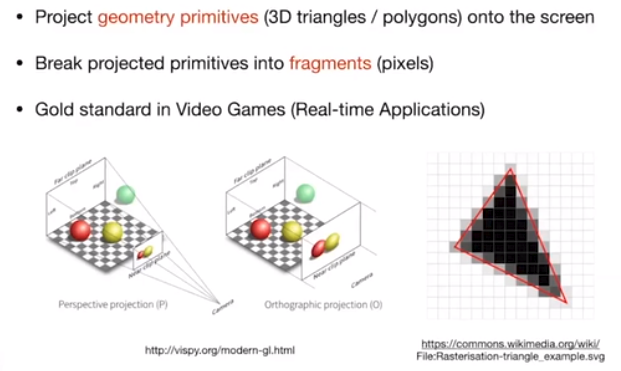 • Project geometry primitives (3D triangles / polygons) onto the screen
• Break projected primitives into fragments (pixels)
• Gold standard in Video Games (Real-time Applications)
Far clip-plane
Top
Right
Left
Bottom
Near clip-plane
Camera
Perspective projection (P)
Far clip-plane
Top
Right
Left
Near clip-plane
Camera
Orthographic projection (O)
http://vispy.org/modern-gl.html
https://commons.wikimedia.org/wiki/
File:Rasterisation-triangle_example.svg